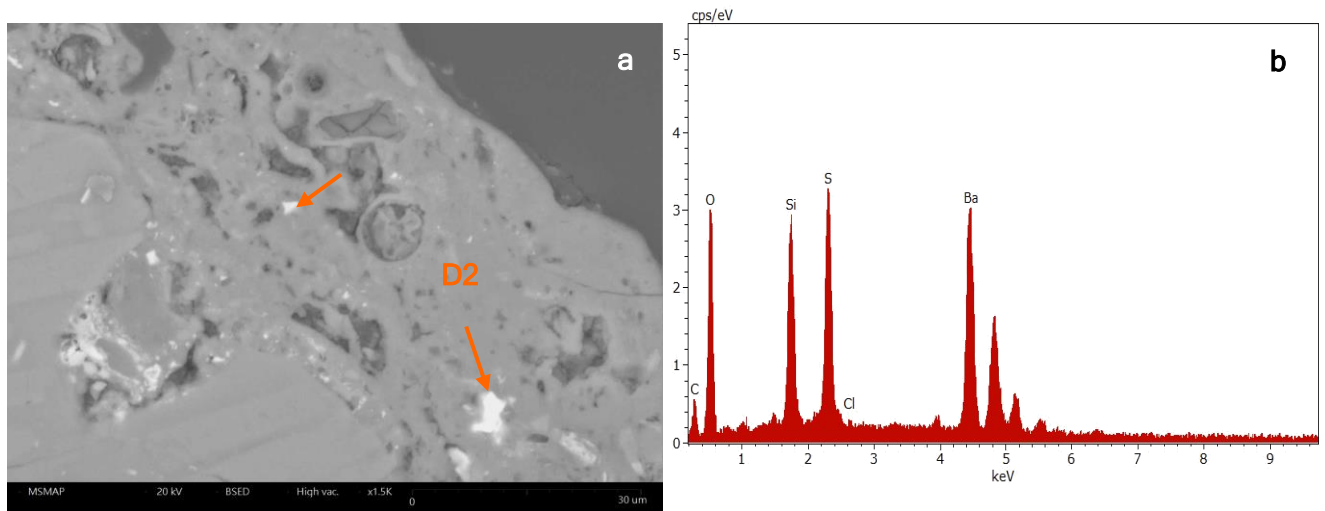 a
D2
MSMAP 20 kV BSED High vac. x1.5K 0 30 um
cps/eV
b
5
4
3
2
1
0
C
O
Si
S
Cl
Ba
1 2 3 4 5 6 7 8 9
keV